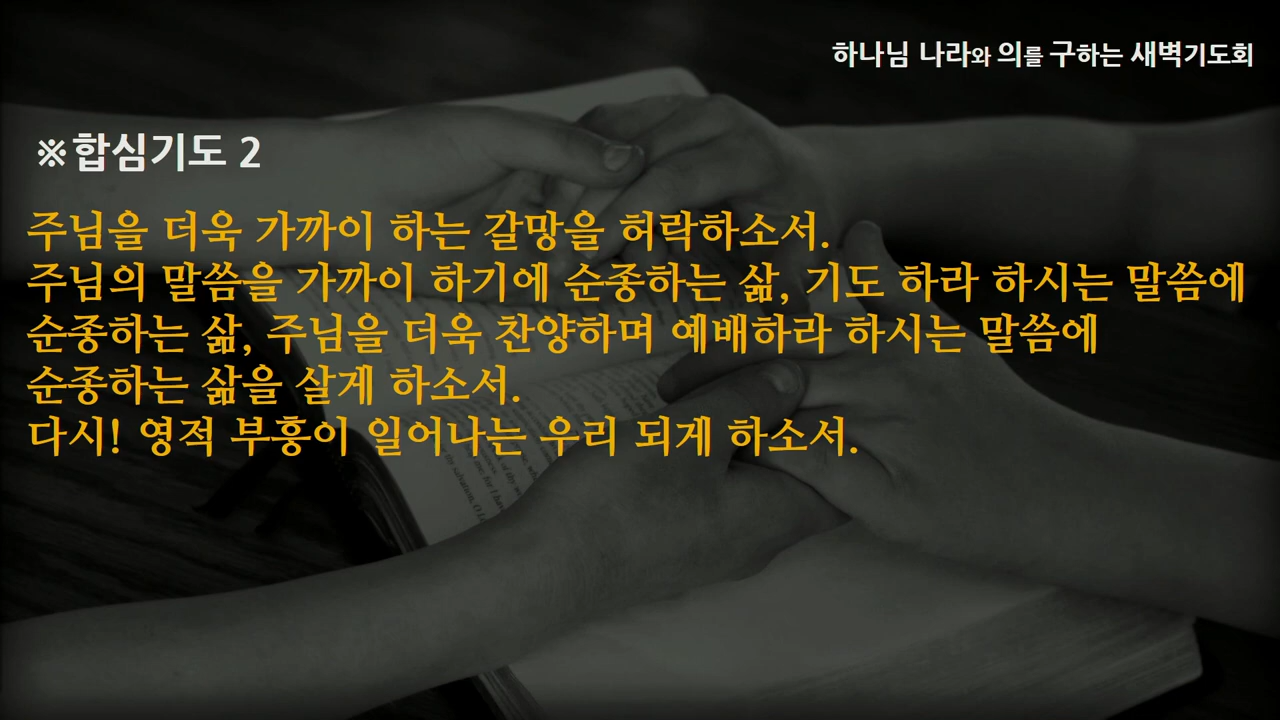 하나님 나라와 의를 구하는 새벽기도회
※합심기도 2
주님을 더욱 가까이 하는 갈망을 허락하소서.
주님의 말씀을 가까이 하기에 순종하는 삶, 기도 하라 하시는 말씀에
순종하는 삶, 주님을 더욱 찬양하며 예배하라 하시는 말씀에
순종하는 삶을 살게 하소서.
다시! 영적 부흥이 일어나는 우리 되게 하소서.